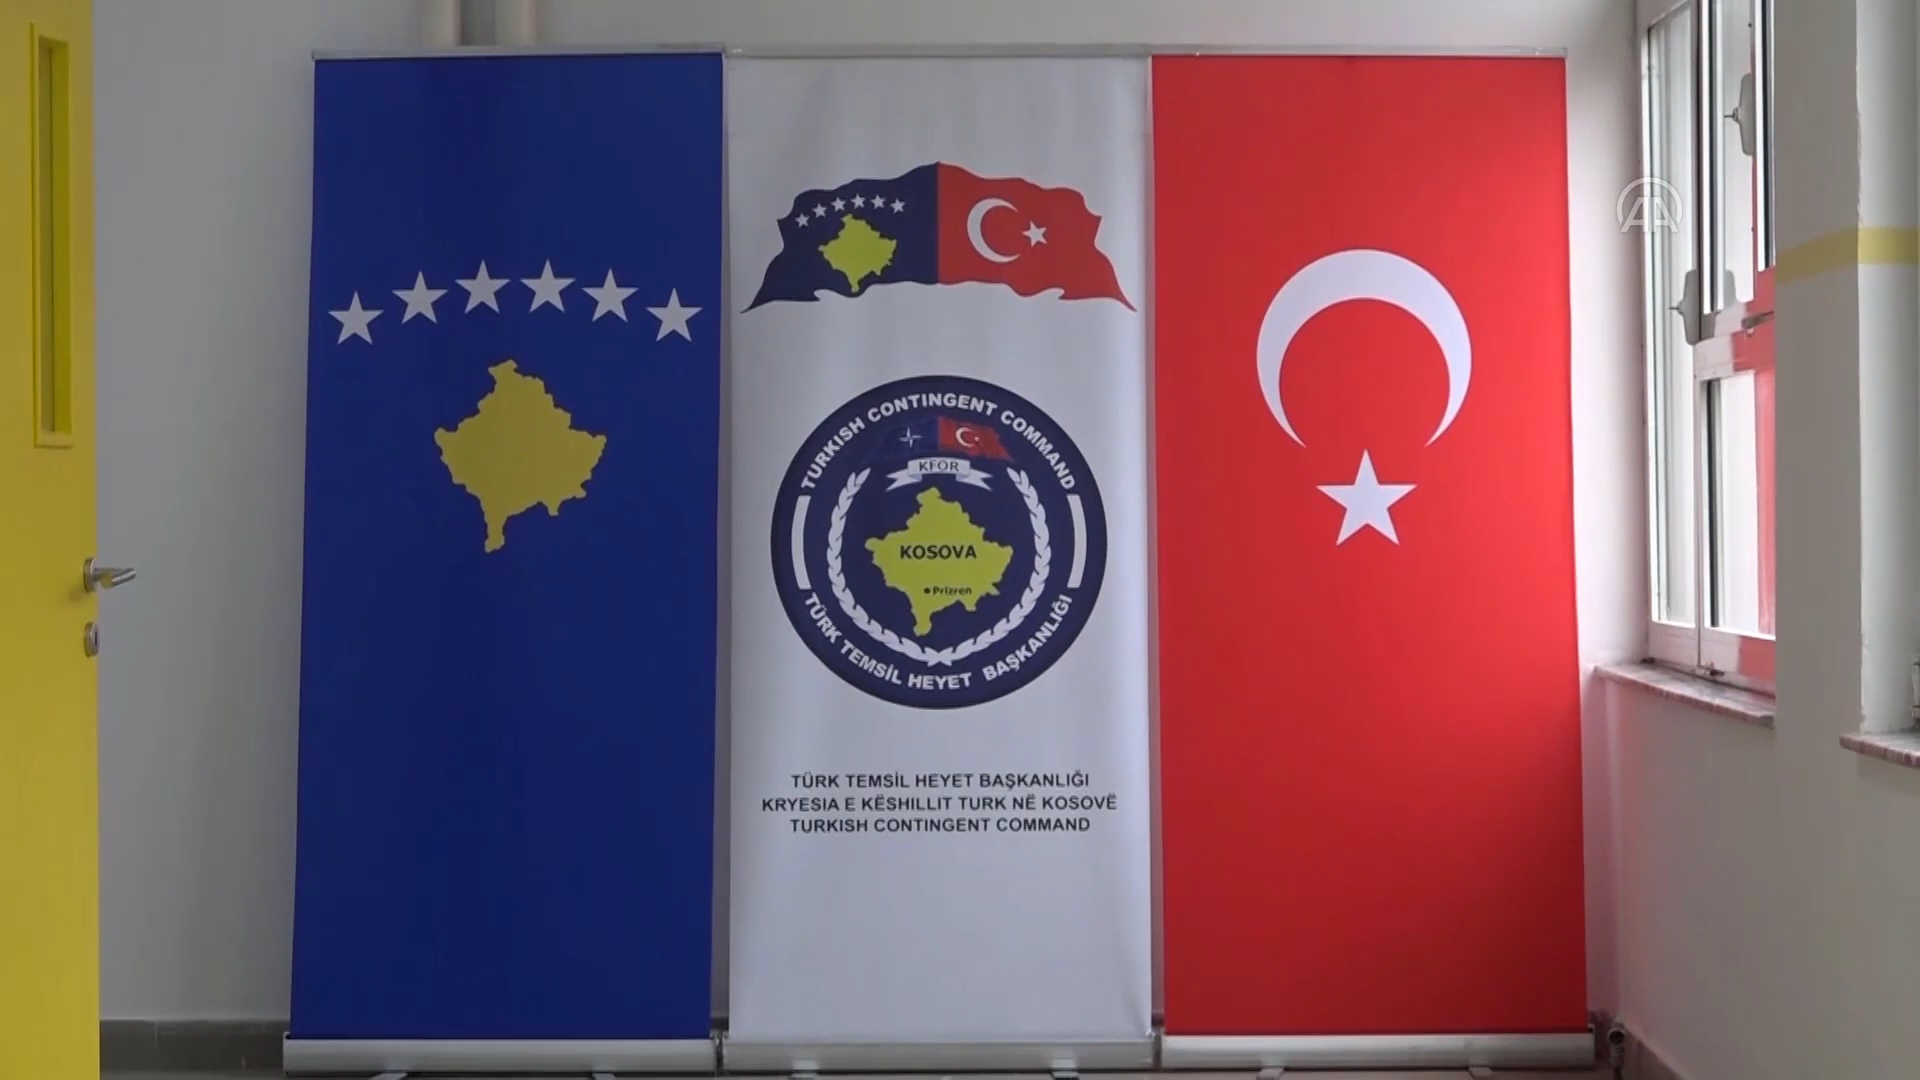 TURKISH CONTINGENT COMMAND
KFOR
KOSOVA
Prizren
TÜRK TEMSİL HEYET BAŞKANLIĞI
TÜRK TEMSİL HEYET BAŞKANLIĞI
KRYESIA E KËSHILLIT TURK NË KOSOVË
TURKISH CONTINGENT COMMAND
AA